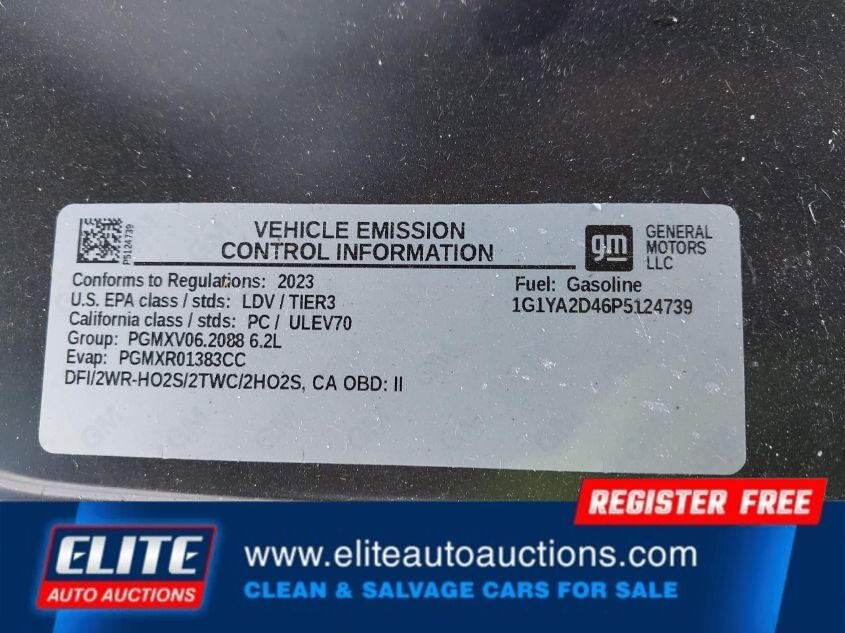 P5124739
VEHICLE EMISSION
CONTROL INFORMATION
gm
GENERAL
MOTORS
LLC
Conforms to Regulations: 2023
U.S. EPA class / stds: LDV / TIER3
California class / stds: PC / ULEV70
Group: PGMXV06.2088 6.2L
Evap: PGMXR01383CC
DFI/2WR-HO2S/2TWC/2HO2S, CA OBD: II
Fuel: Gasoline
1G1YA2D46P5124739
REGISTER FREE
ELITE
AUTO AUCTIONS
www.eliteautoauctions.com
CLEAN & SALVAGE CARS FOR SALE